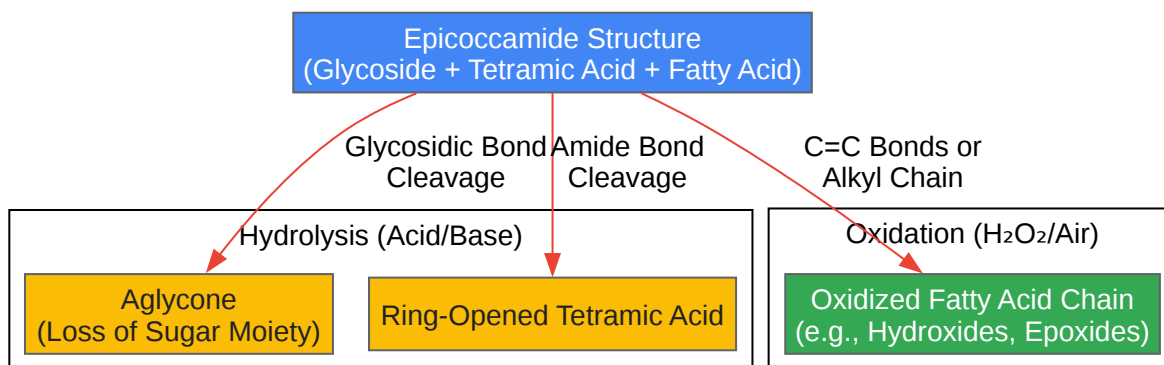 Epicoccamide Structure
(Glycoside + Tetramic Acid + Fatty Acid)
Glycosidic Bond
Cleavage
Amide Bond
Cleavage
C=C Bonds or
Alkyl Chain
Hydrolysis (Acid/Base)
Oxidation (H₂O₂/Air)
Aglycone
(Loss of Sugar Moiety)
Ring-Opened Tetramic Acid
Oxidized Fatty Acid Chain
(e.g., Hydroxides, Epoxides)